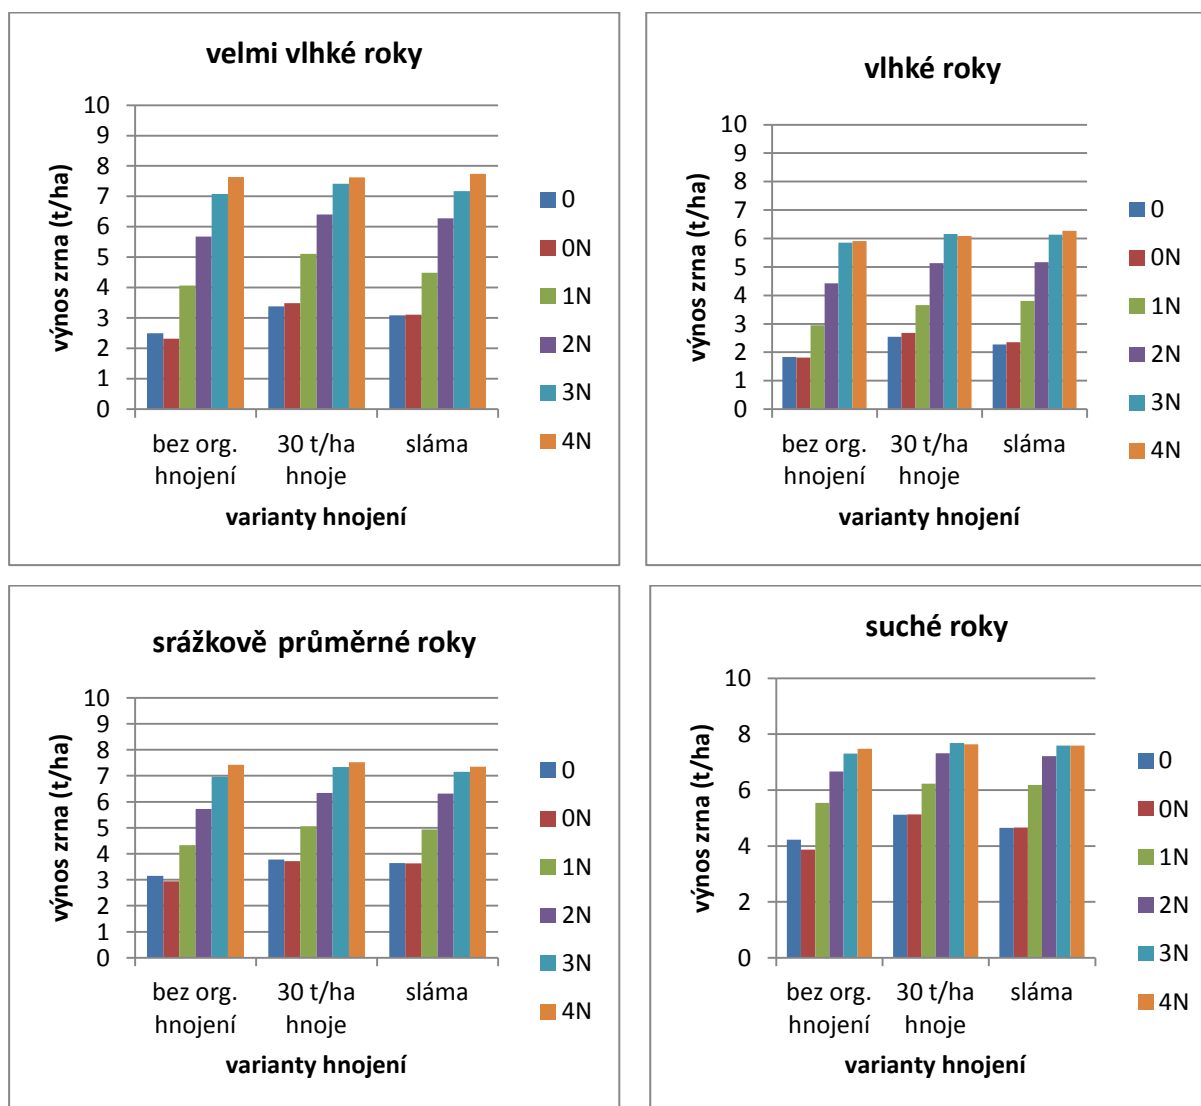 velmi vlhké roky
výnos zrna (t/ha)
10
9
8
7
6
5
4
3
2
1
0
bez org.
hnojení
30 t/ha
hnoje
sláma
varianty hnojení
0
0N
1N
2N
3N
4N
vlhké roky
výnos zrna (t/ha)
10
9
8
7
6
5
4
3
2
1
0
bez org.
hnojení
30 t/ha
hnoje
sláma
varianty hnojení
0
0N
1N
2N
3N
4N
srážkově průměrné roky
výnos zrna (t/ha)
10
9
8
7
6
5
4
3
2
1
0
bez org.
hnojení
30 t/ha
hnoje
sláma
varianty hnojení
0
0N
1N
2N
3N
4N
suché roky
výnos zrna (t/ha)
10
8
6
4
2
0
bez org.
hnojení
30 t/ha
hnoje
sláma
varianty hnojení
0
0N
1N
2N
3N
4N